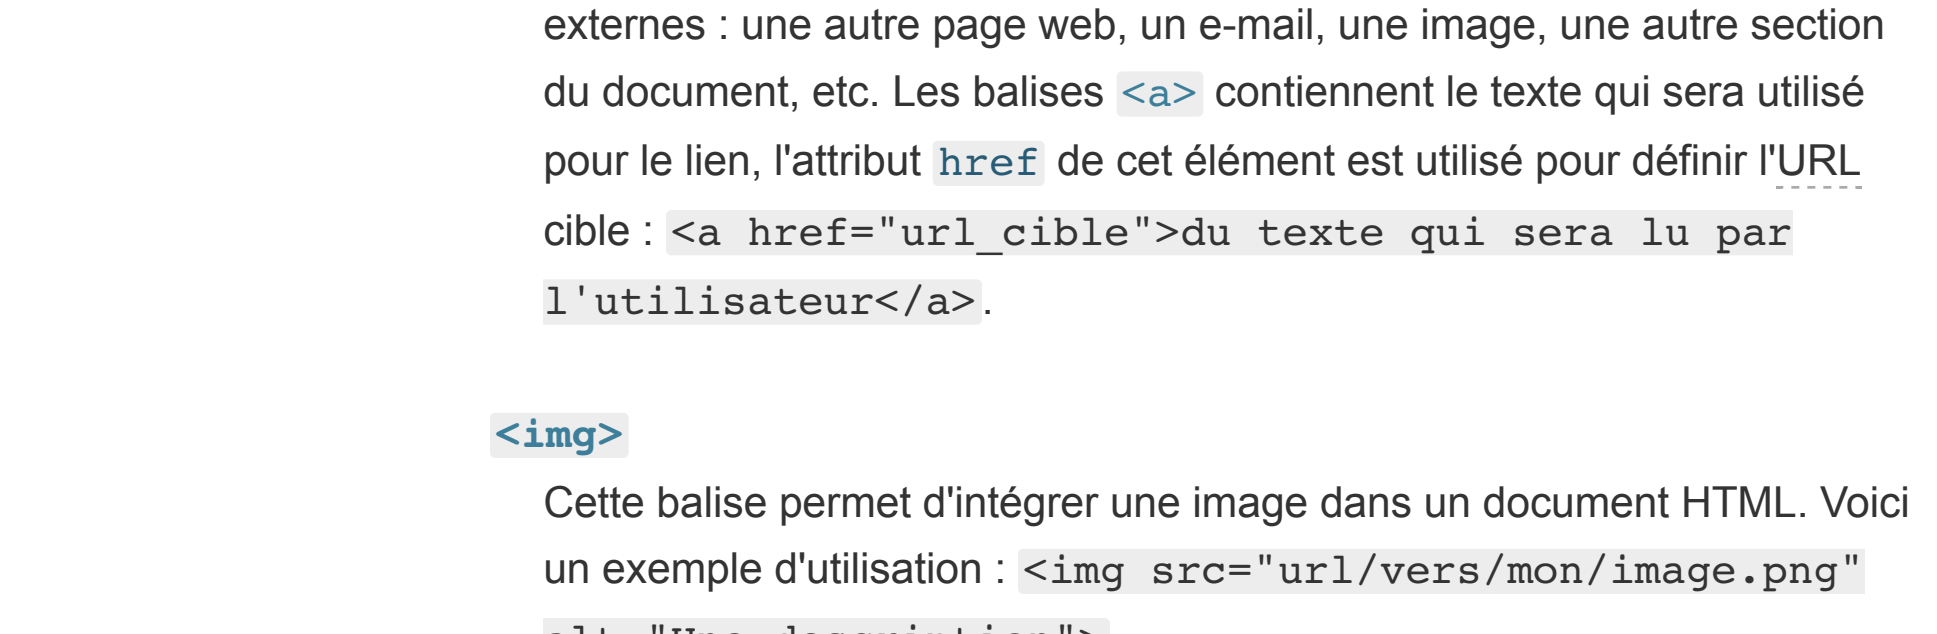 externes : une autre page web, un e-mail, une image, une autre section
du document, etc. Les balises <a> contiennent le texte qui sera utilisé
pour le lien, l'attribut href de cet élément est utilisé pour définir l'URL
cible : <a href="url_cible">du texte qui sera lu par
l'utilisateur</a>.
<img>
Cette balise permet d'intégrer une image dans un document HTML. Voici
un exemple d'utilisation : <img src="url/vers/mon/image.png"